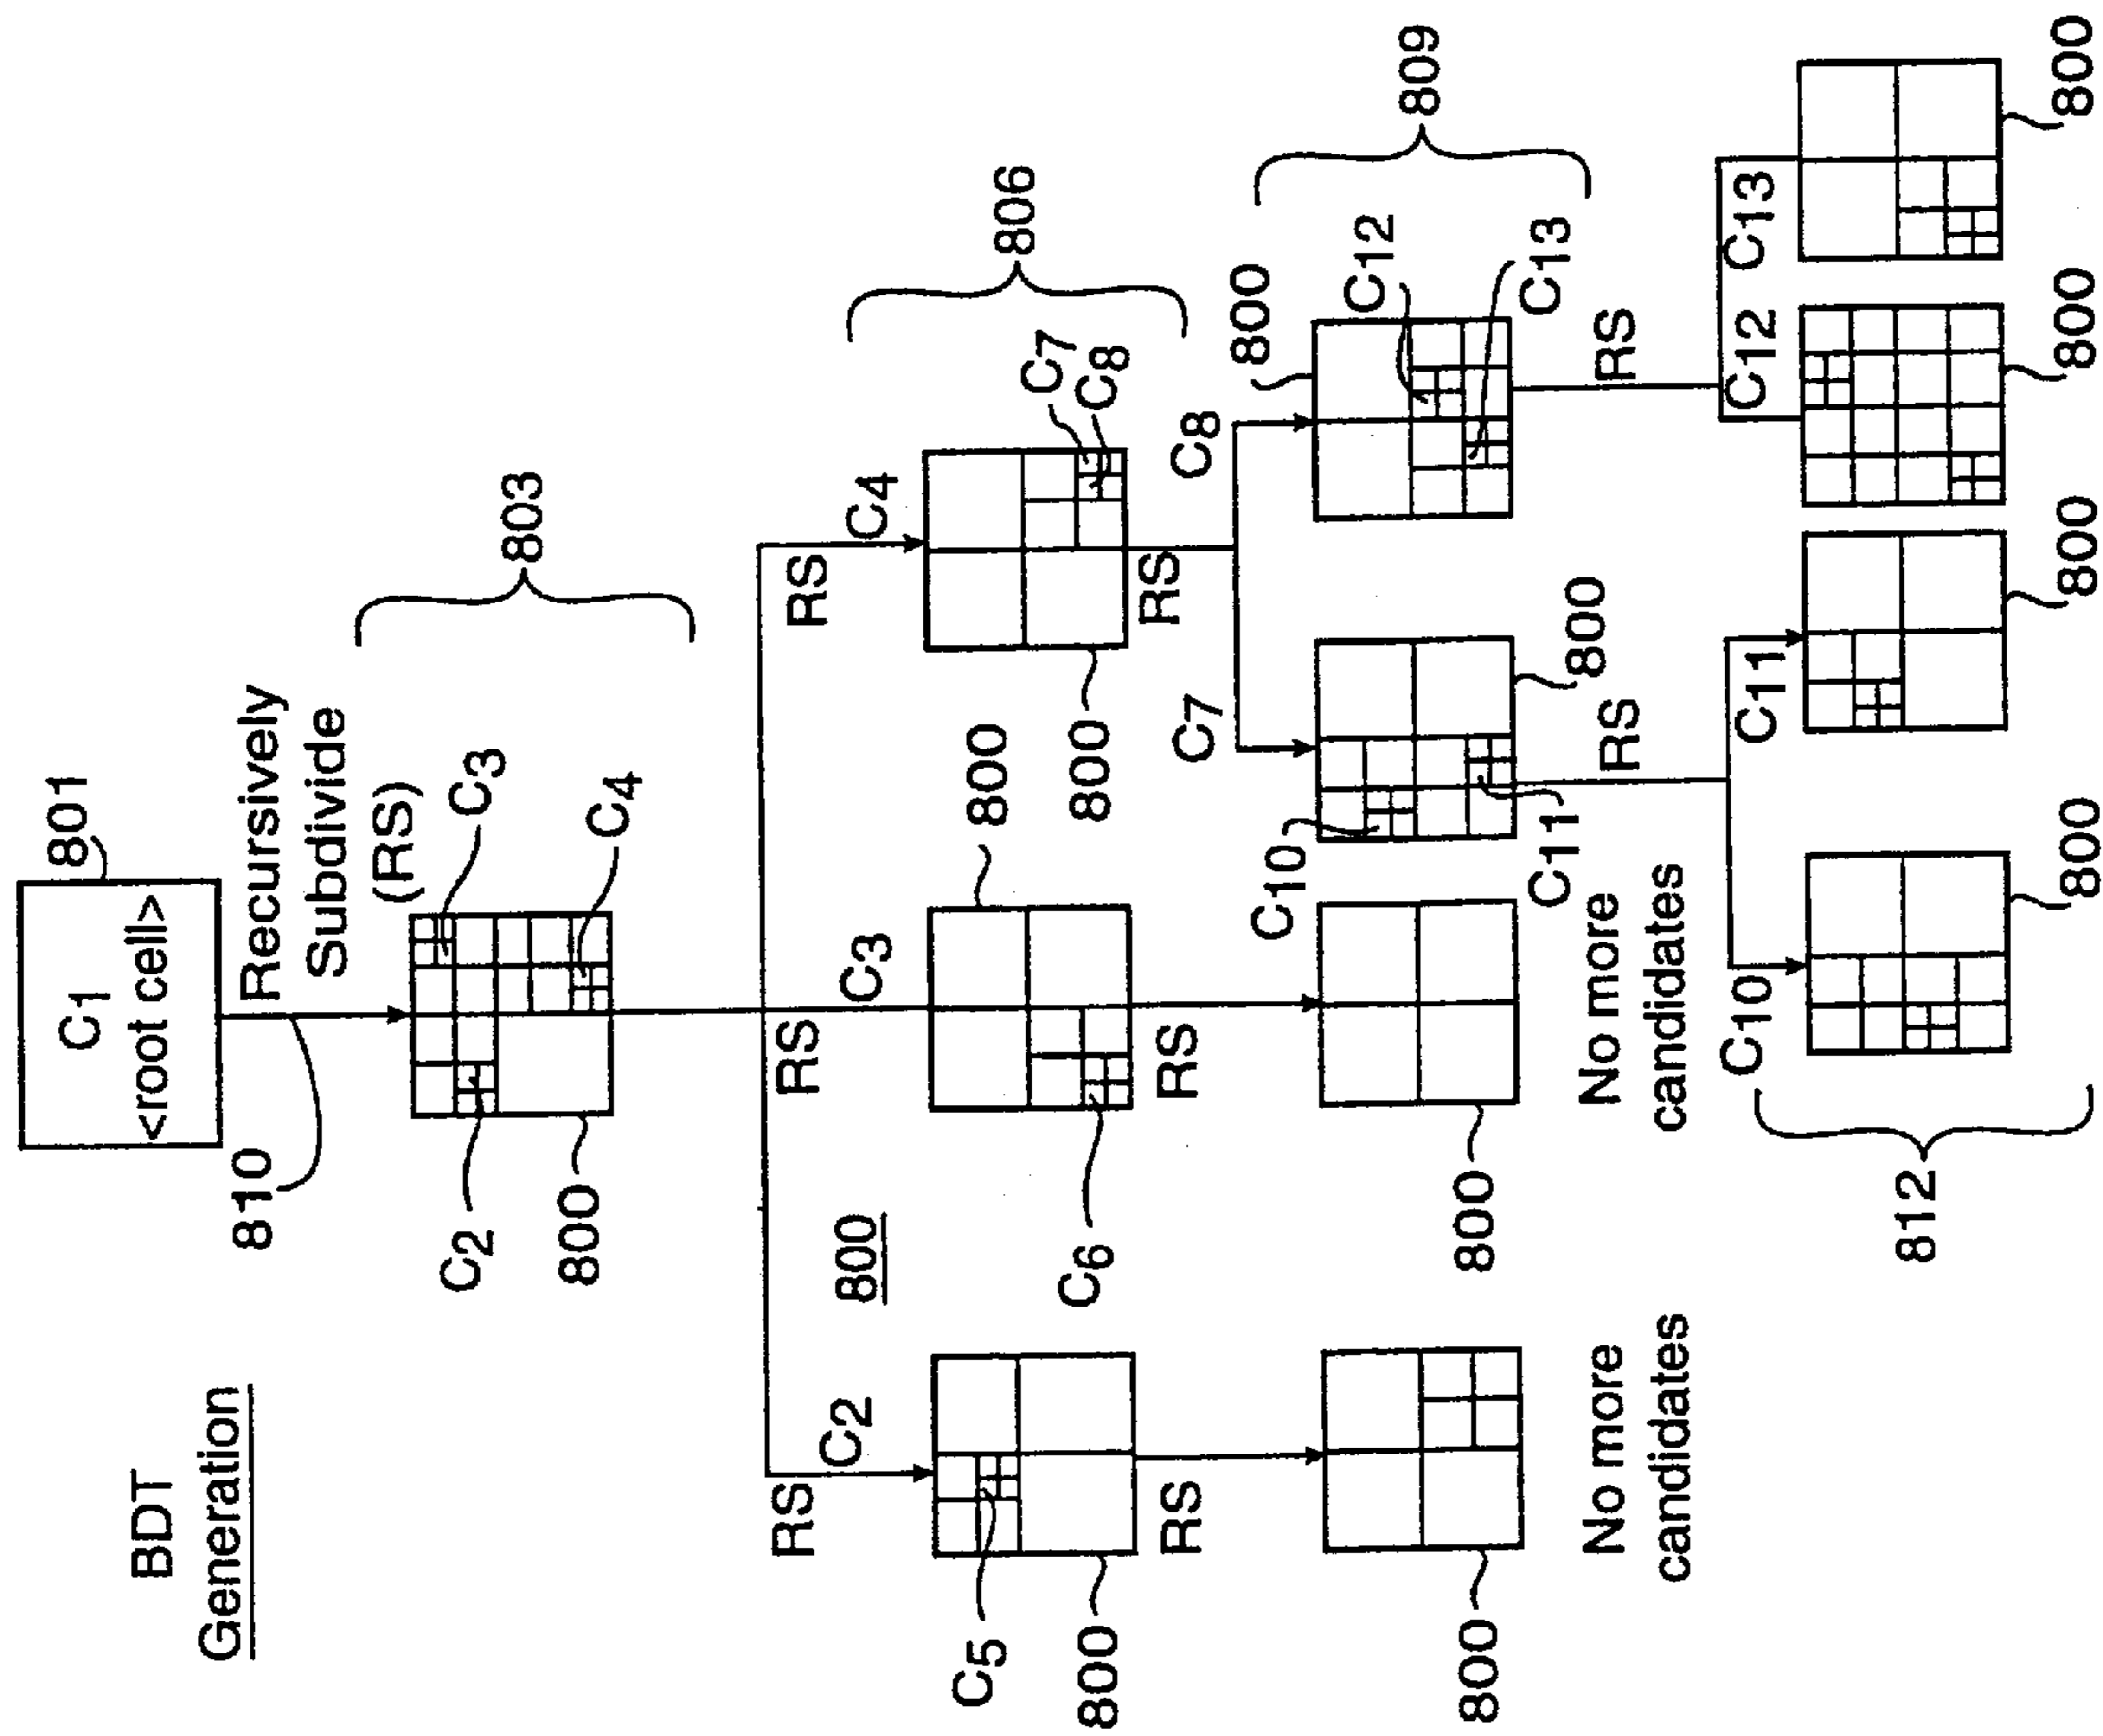 BDT
Generation
C1
<root cell>
801
810
Recursively
Subdivide
(RS)
C2
C3
C4
800
803
RS
C2
RS
C3
RS
C4
800
C5
800
C6
800
C7
C8
800
806
RS
RS
RS
C7
C8
800
No more
candidates
800
No more
candidates
C10
C11
800
RS
800
C12
C13
RS
809
C10
C11
C12
C13
800
800
800
800
812